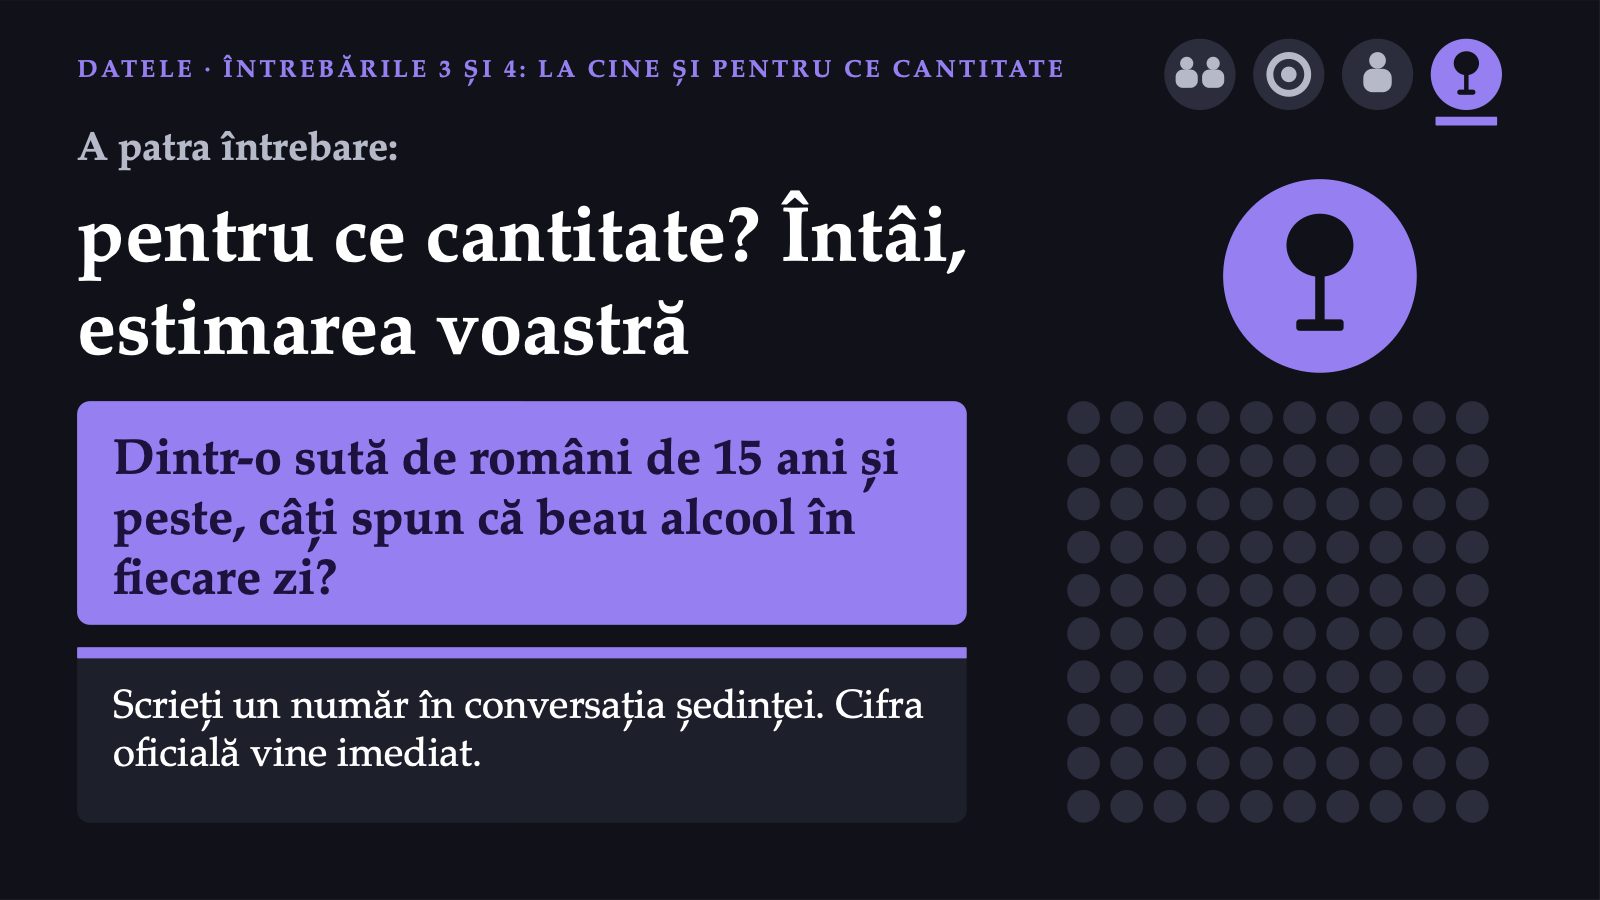 DATELE · ÎNTREBĂRILE 3 ȘI 4: LA CINE ȘI PENTRU CE CANTITATE
A patra întrebare:
pentru ce cantitate? Întâi,
estimarea voastră
Dintr-o sută de români de 15 ani și
peste, câți spun că beau alcool în
fiecare zi?
Scrieți un număr în conversația ședinței. Cifra
oficială vine imediat.